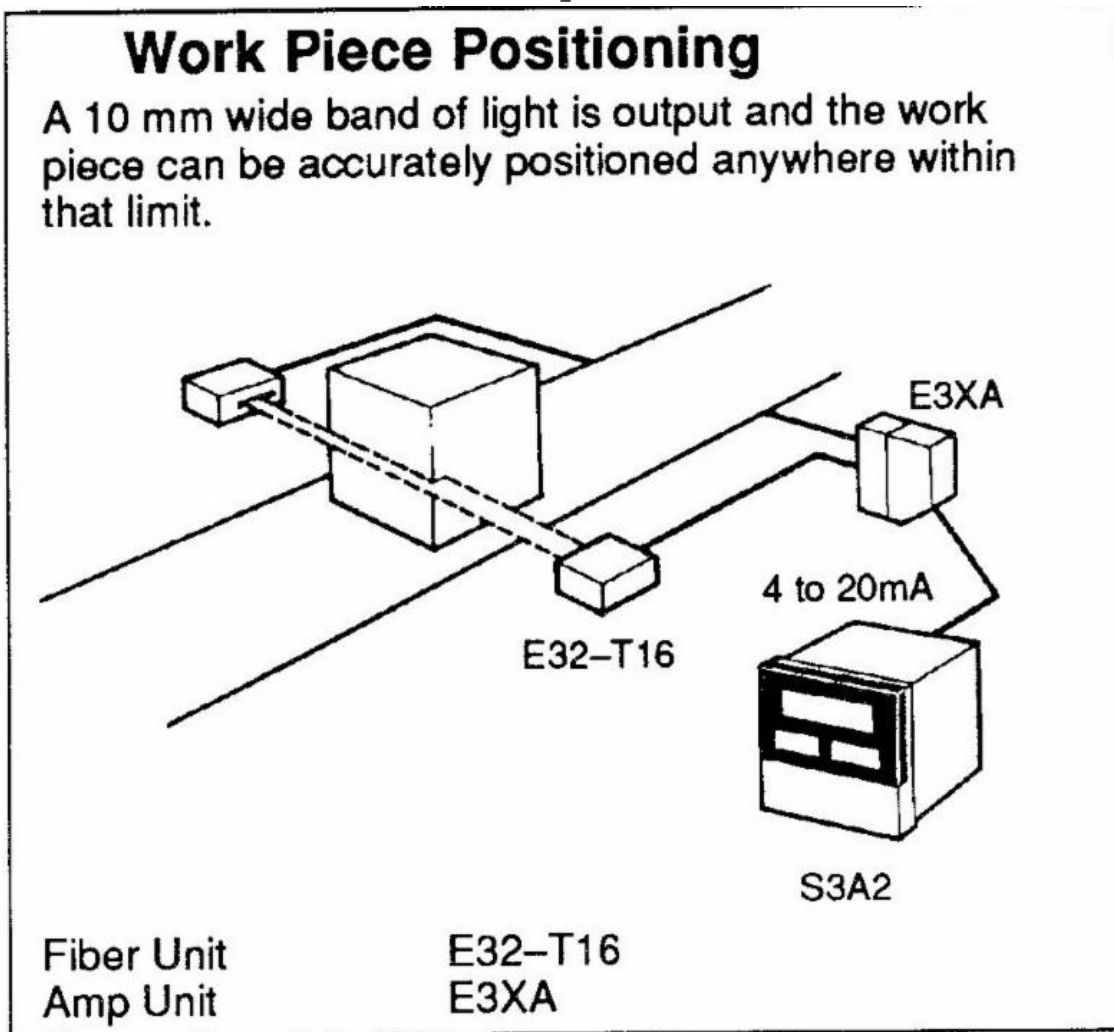 Work Piece Positioning
A 10 mm wide band of light is output and the work
piece can be accurately positioned anywhere within
that limit.
E3XA
4 to 20mA
E32–T16
S3A2
Fiber Unit E32–T16
Amp Unit E3XA